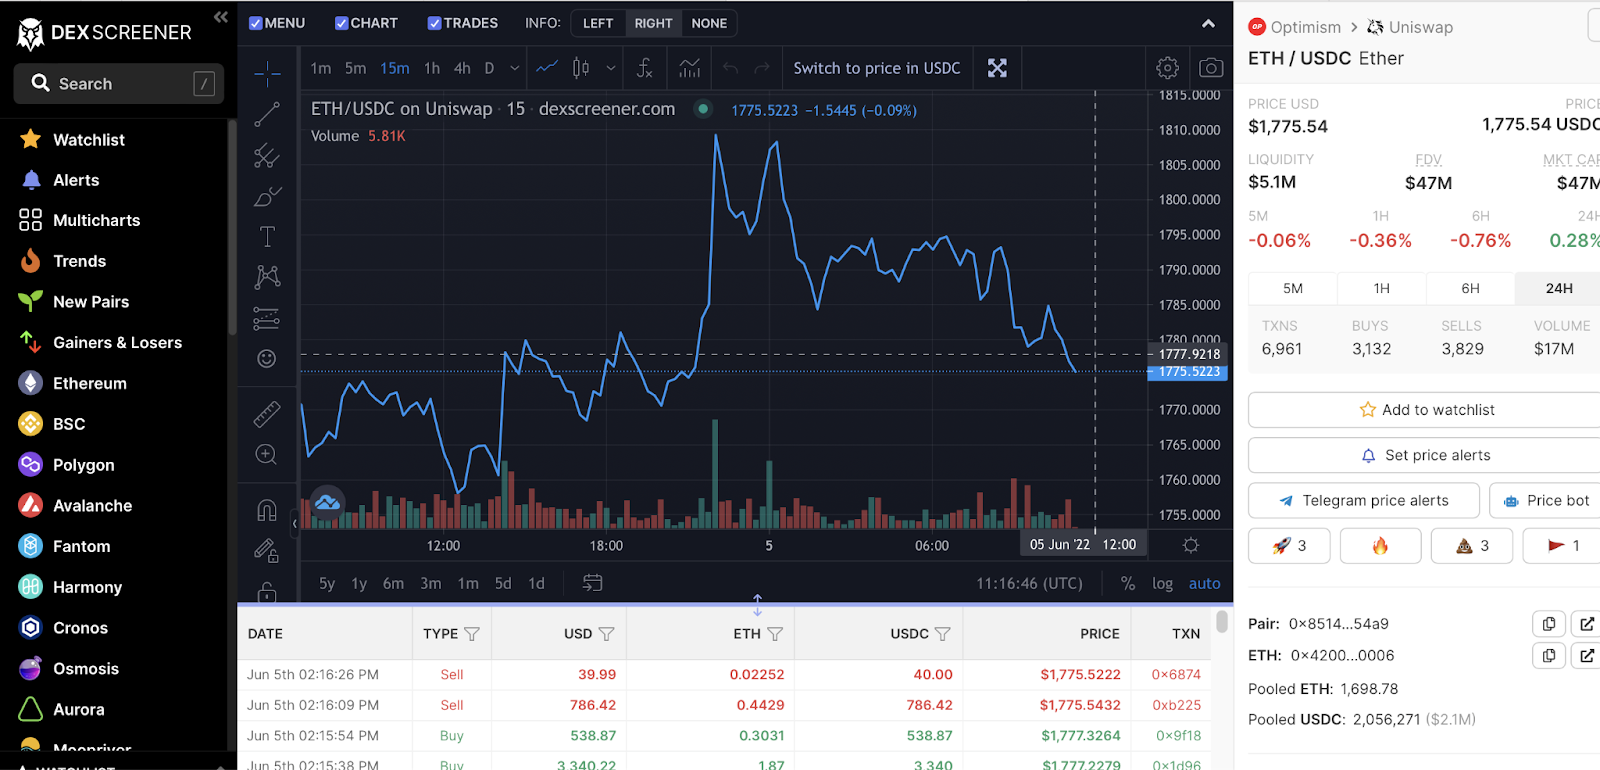 DEX SCREENER
Search /
Watchlist
Alerts
Multicharts
Trends
New Pairs
Gainers & Losers
Ethereum
BSC
Polygon
Avalanche
Fantom
Harmony
Cronos
Osmosis
Aurora
Moonriver
WATCHLIST
MENU CHART TRADES INFO: LEFT RIGHT NONE
1m 5m 15m 1h 4h D Switch to price in USDC
ETH/USDC on Uniswap · 15 · dexscreener.com 1775.5223 −1.5445 (−0.09%)
Volume 5.81K
1815.0000
1810.0000
1805.0000
1800.0000
1795.0000
1790.0000
1785.0000
1780.0000
1777.9218
1775.5223
1770.0000
1765.0000
1760.0000
1755.0000
12:00 18:00 5 06:00 05 Jun '22 12:00
5y 1y 6m 3m 1m 5d 1d 11:16:46 (UTC) % log auto
DATE TYPE USD ETH USDC PRICE TXN
Jun 5th 02:16:26 PM Sell 39.99 0.02252 40.00 $1,775.5222 0x6874
Jun 5th 02:16:09 PM Sell 786.42 0.4429 786.42 $1,775.5432 0xb225
Jun 5th 02:15:54 PM Buy 538.87 0.3031 538.87 $1,777.3264 0x9f18
Jun 5th 02:15:38 PM Buy 3,340.22 1.87 3,340 $1,777.2279 0x1d96
OP Optimism > Uniswap
ETH / USDC Ether
PRICE USD PRICE
$1,775.54 1,775.54 USDC
LIQUIDITY FDV MKT CAP
$5.1M $47M $47M
5M 1H 6H 24H
-0.06% -0.36% -0.76% 0.28%
5M 1H 6H 24H
TXNS BUYS SELLS VOLUME
6,961 3,132 3,829 $17M
Add to watchlist
Set price alerts
Telegram price alerts Price bot
3 3 1
Pair: 0x8514...54a9
ETH: 0x4200...0006
Pooled ETH: 1,698.78
Pooled USDC: 2,056,271 ($2.1M)